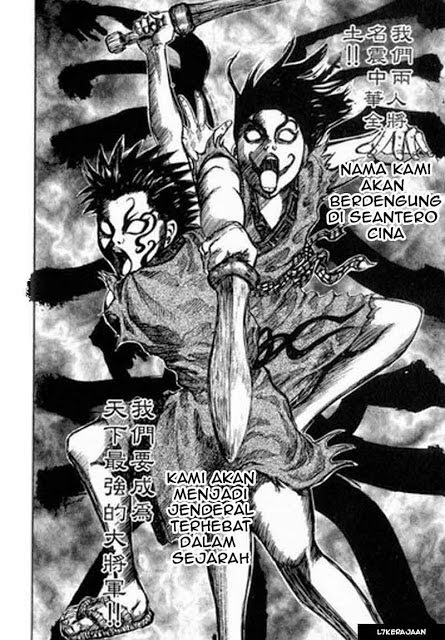 我們兩人將
名震中華全
土!!
NAMA KAMI
AKAN
BERDENGUNG
DI SEANTERO
CINA
我們要成為
天下最強的大將軍!!
KAMI AKAN
MENJADI
JENDERAL
TERHEBAT
DALAM
SEJARAH
L7KERAJAAN